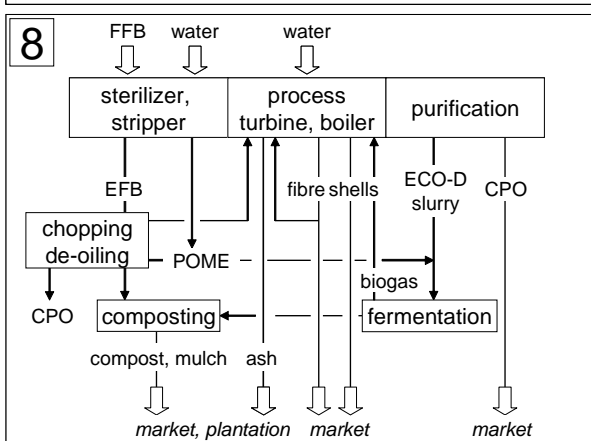 8
FFB water water
sterilizer, stripper
process turbine, boiler
purification
EFB
fibre shells
ECO-D slurry
CPO
chopping de-oiling
POME
biogas
CPO
composting
fermentation
compost, mulch ash
market, plantation market market